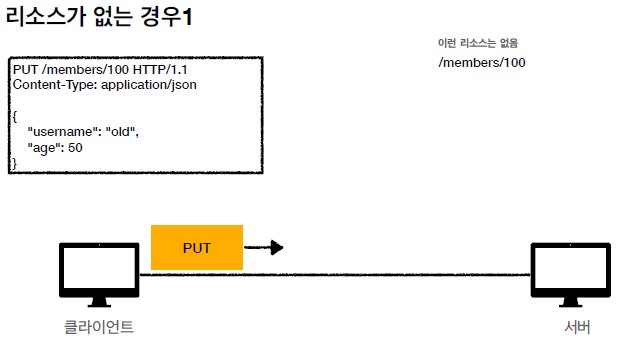 리소스가 없는 경우1
이런 리소스는 없음
/members/100
PUT /members/100 HTTP/1.1
Content-Type: application/json
{
"username": "old",
"age": 50
}
PUT
클라이언트
서버